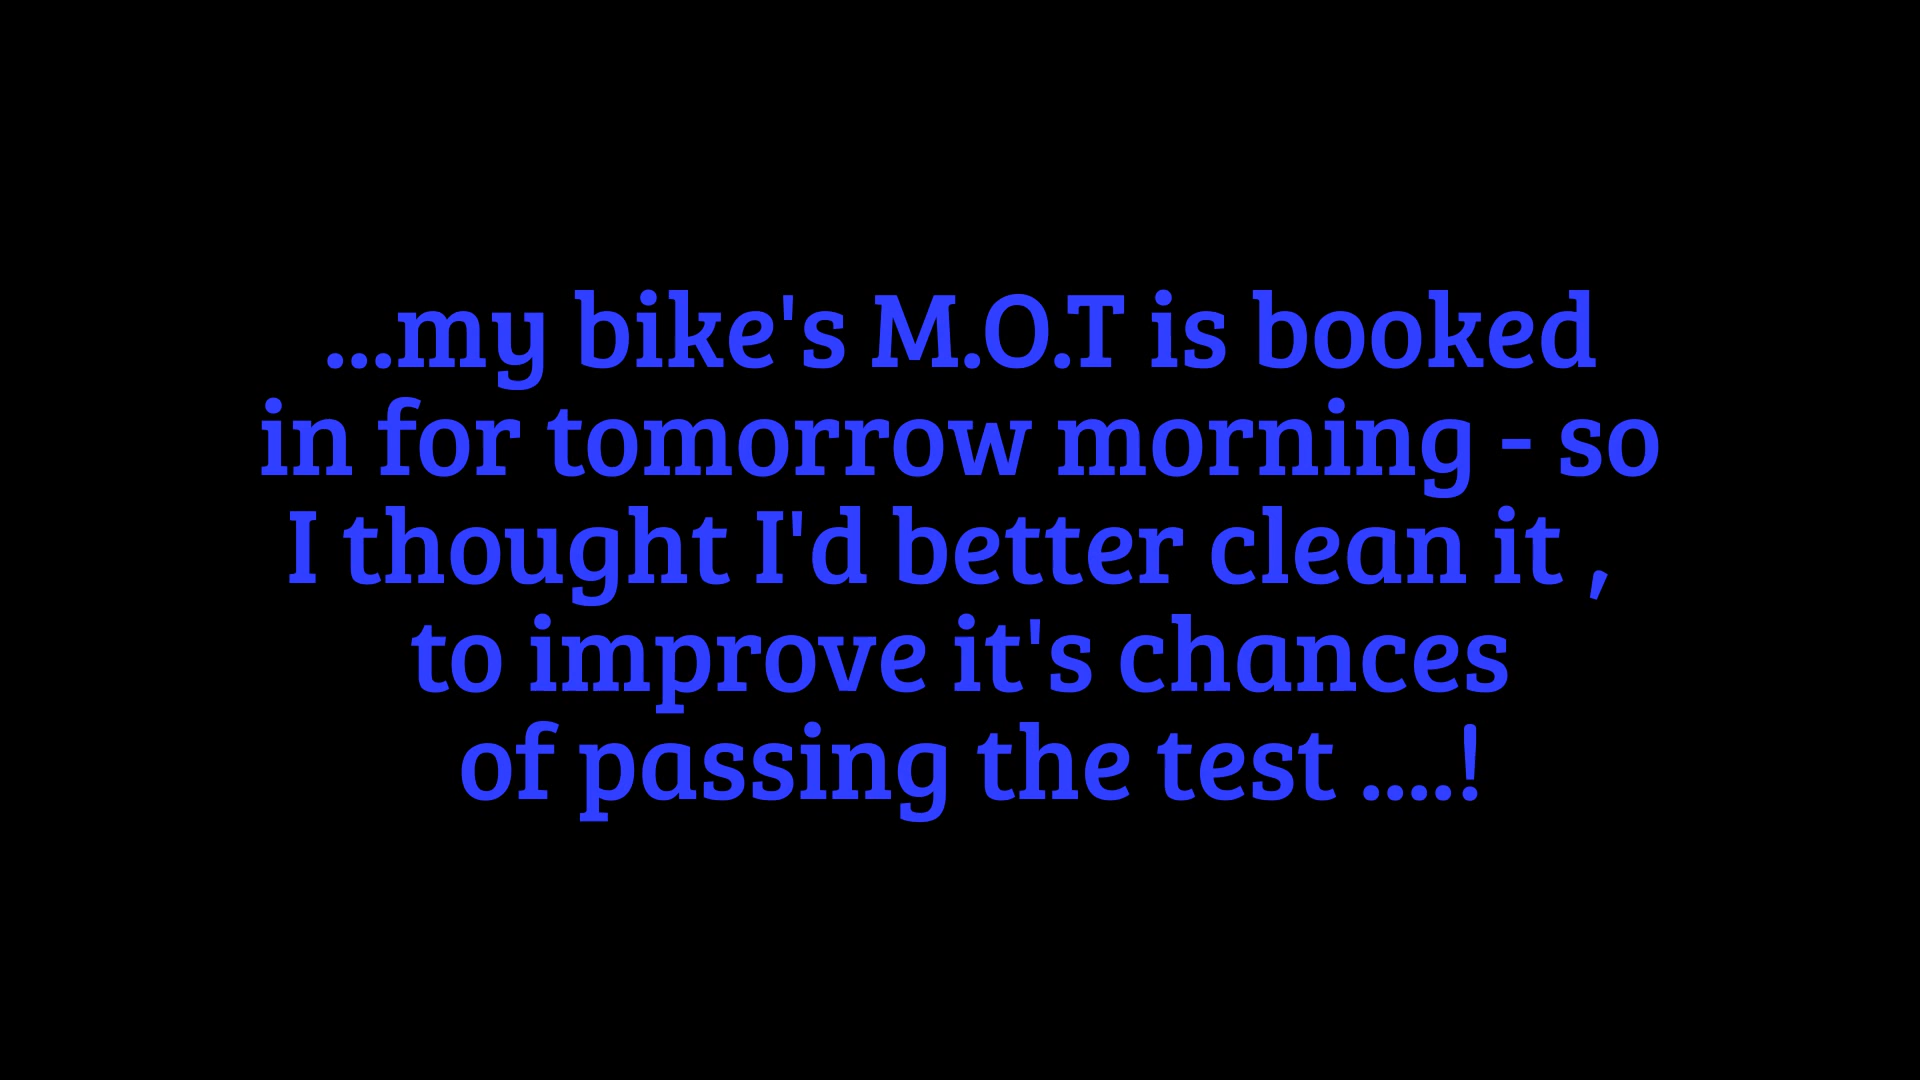 ...my bike's M.O.T is booked
in for tomorrow morning - so
I thought I'd better clean it ,
to improve it's chances
of passing the test ....!